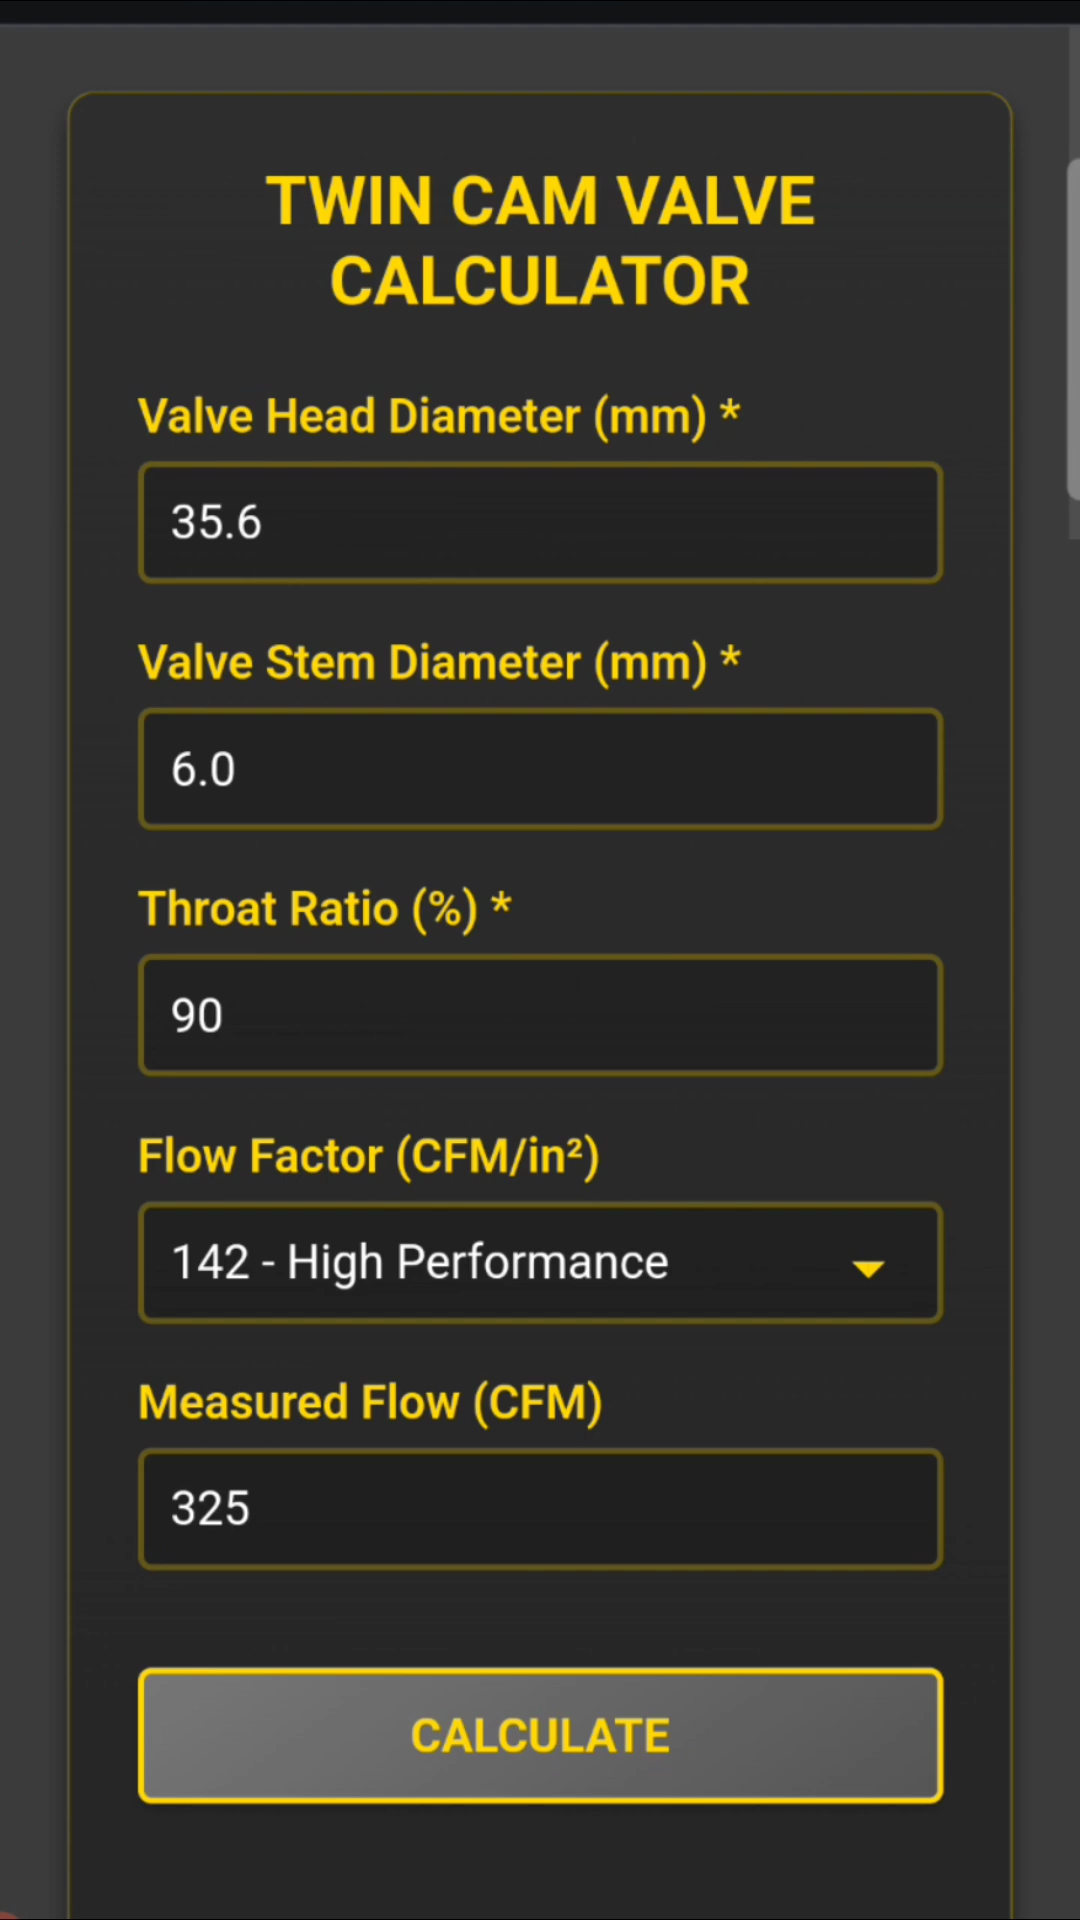 TWIN CAM VALVE
CALCULATOR
Valve Head Diameter (mm) *
35.6
Valve Stem Diameter (mm) *
6.0
Throat Ratio (%) *
90
Flow Factor (CFM/in²)
142 - High Performance
Measured Flow (CFM)
325
CALCULATE